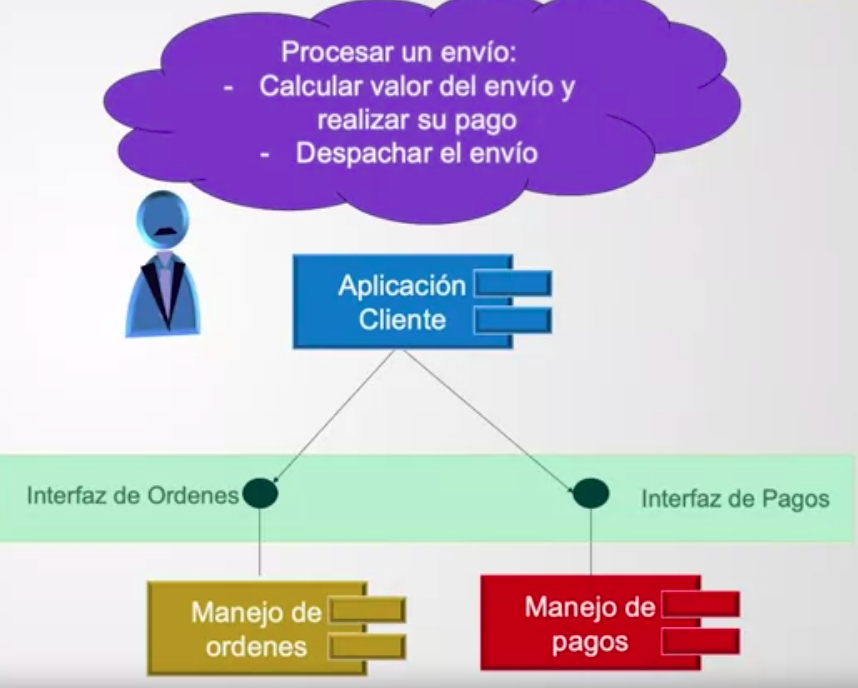 Procesar un envío:
- Calcular valor del envío y
realizar su pago
- Despachar el envío
Aplicación
Cliente
Interfaz de Ordenes
Interfaz de Pagos
Manejo de
ordenes
Manejo de
pagos